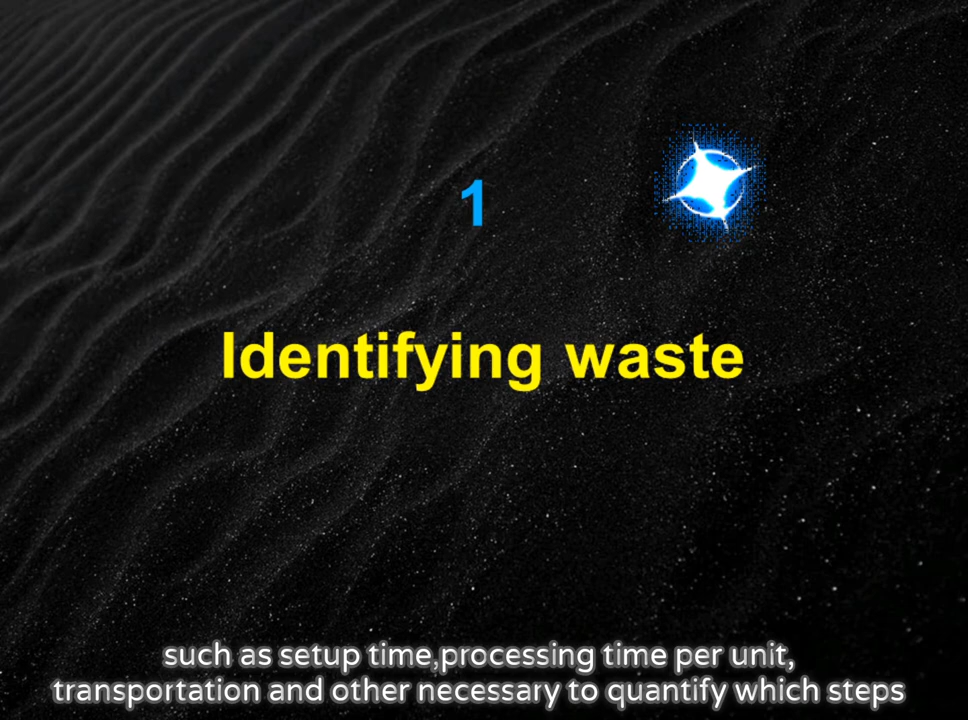 1
Identifying waste
such as setup time,processing time per unit,
transportation and other necessary to quantify which steps